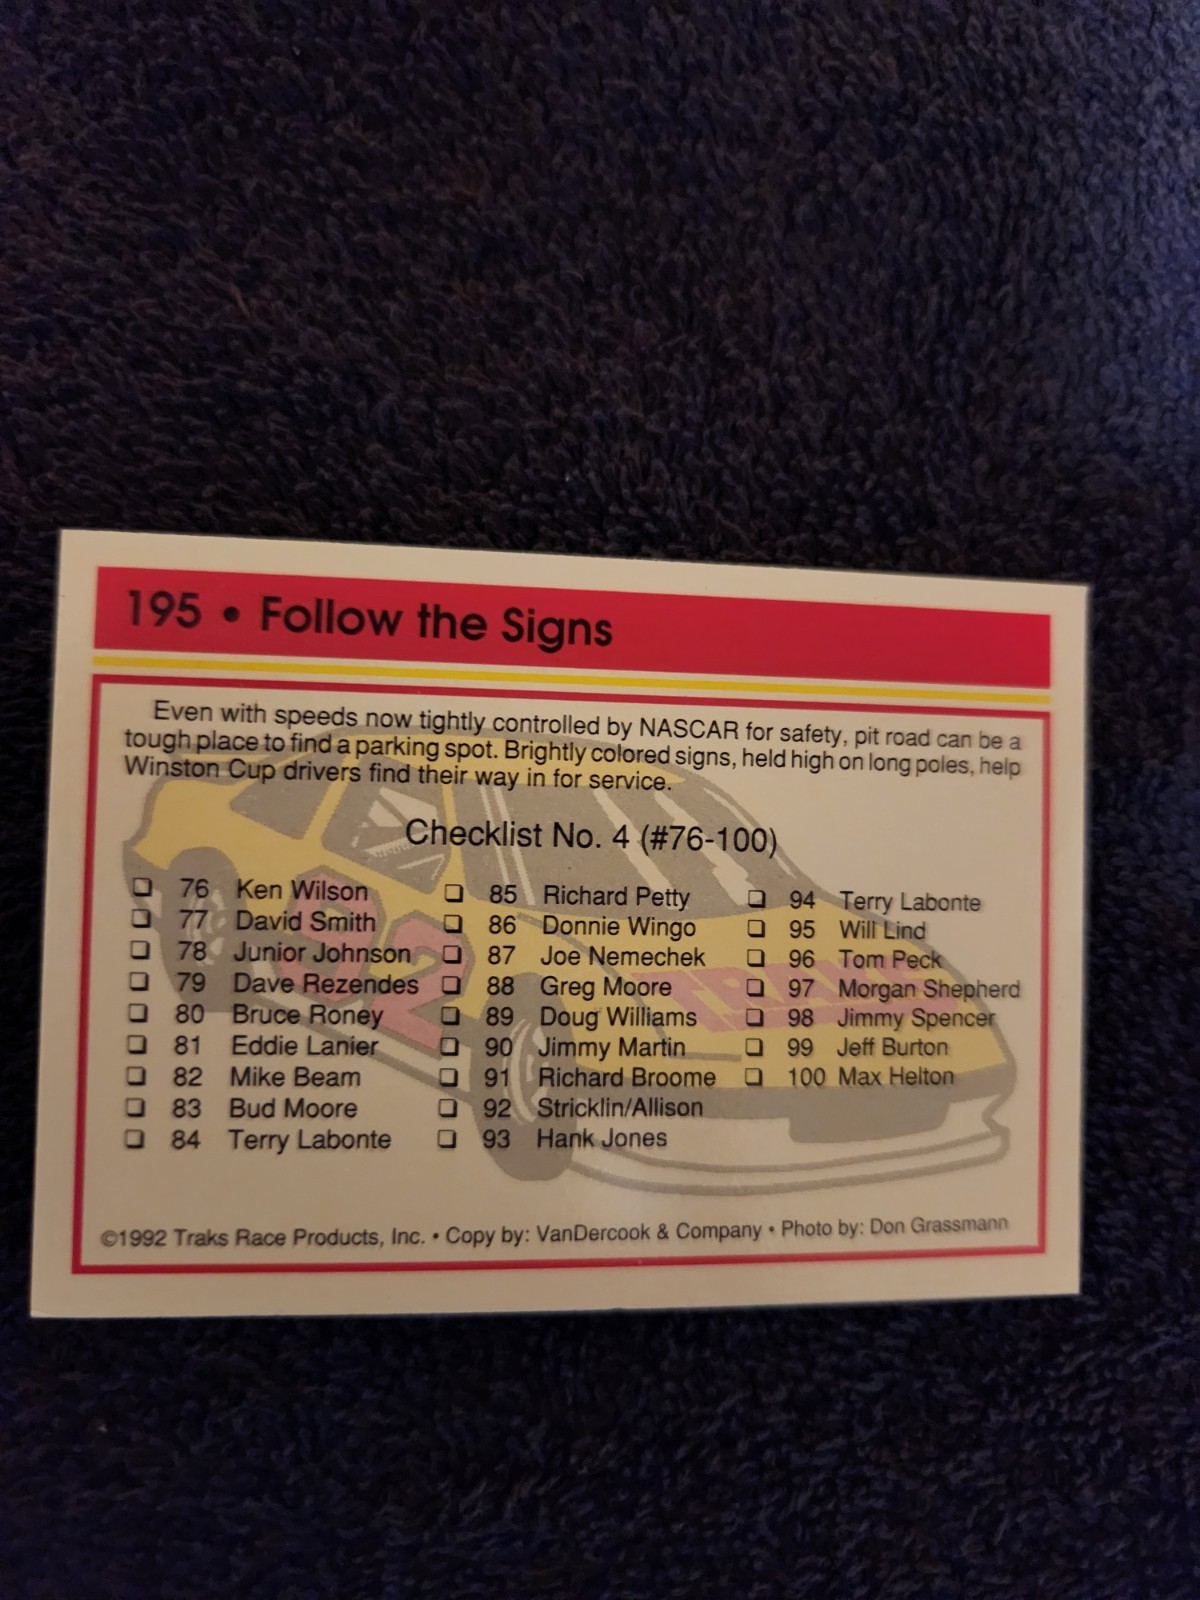 195 • Follow the Signs
Even with speeds now tightly controlled by NASCAR for safety, pit road can be a
tough place to find a parking spot. Brightly colored signs, held high on long poles, help
Winston Cup drivers find their way in for service.
Checklist No. 4 (#76-100)
❑ 76 Ken Wilson
❑ 77 David Smith
❑ 78 Junior Johnson
❑ 79 Dave Rezendes
❑ 80 Bruce Roney
❑ 81 Eddie Lanier
❑ 82 Mike Beam
❑ 83 Bud Moore
❑ 84 Terry Labonte
❑ 85 Richard Petty
❑ 86 Donnie Wingo
❑ 87 Joe Nemechek
❑ 88 Greg Moore
❑ 89 Doug Williams
❑ 90 Jimmy Martin
❑ 91 Richard Broome
❑ 92 Stricklin/Allison
❑ 93 Hank Jones
❑ 94 Terry Labonte
❑ 95 Will Lind
❑ 96 Tom Peck
❑ 97 Morgan Shepherd
❑ 98 Jimmy Spencer
❑ 99 Jeff Burton
❑ 100 Max Helton
92
TRAKS
©1992 Traks Race Products, Inc. • Copy by: VanDercook & Company • Photo by: Don Grassmann